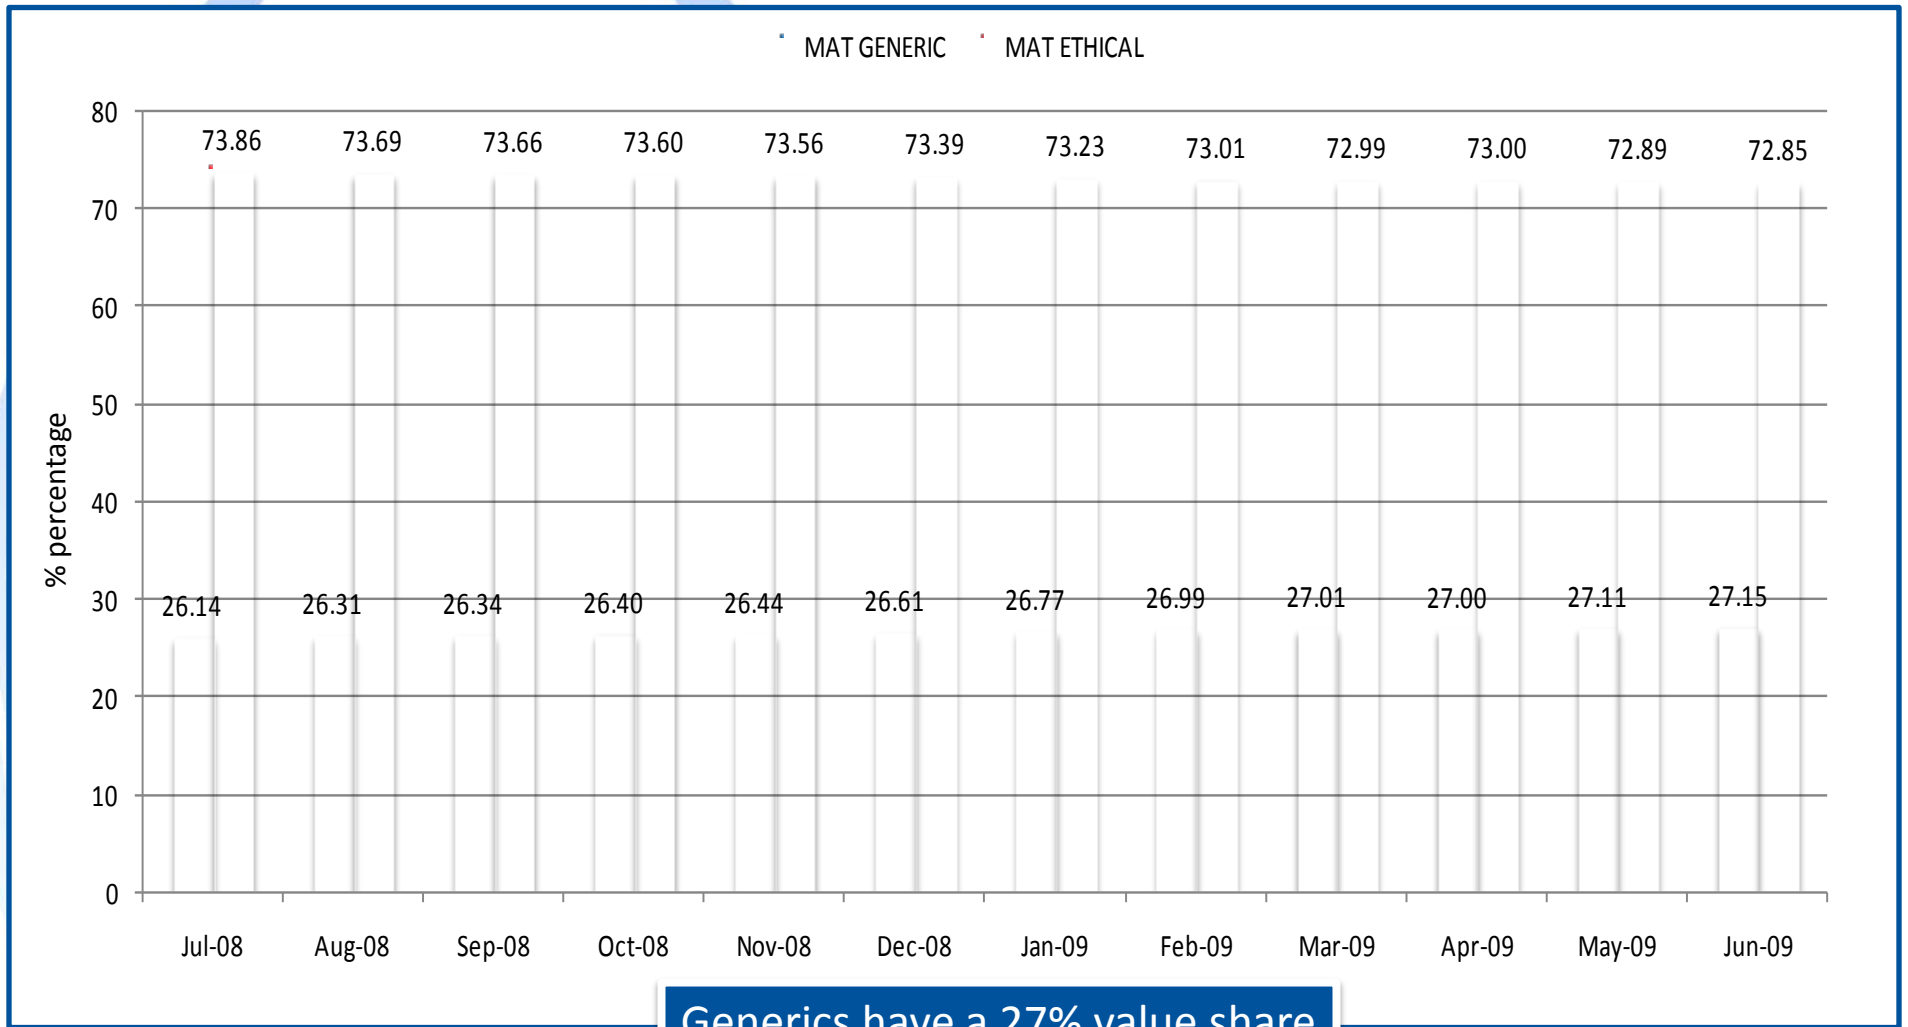 MAT GENERIC MAT ETHICAL
80
73.86 73.69 73.66 73.60 73.56 73.39 73.23 73.01 72.99 73.00 72.89 72.85
70
60
50
% percentage
40
30
26.14 26.31 26.34 26.40 26.44 26.61 26.77 26.99 27.01 27.00 27.11 27.15
20
10
0
Jul-08 Aug-08 Sep-08 Oct-08 Nov-08 Dec-08 Jan-09 Feb-09 Mar-09 Apr-09 May-09 Jun-09
Generics have a 27% value share